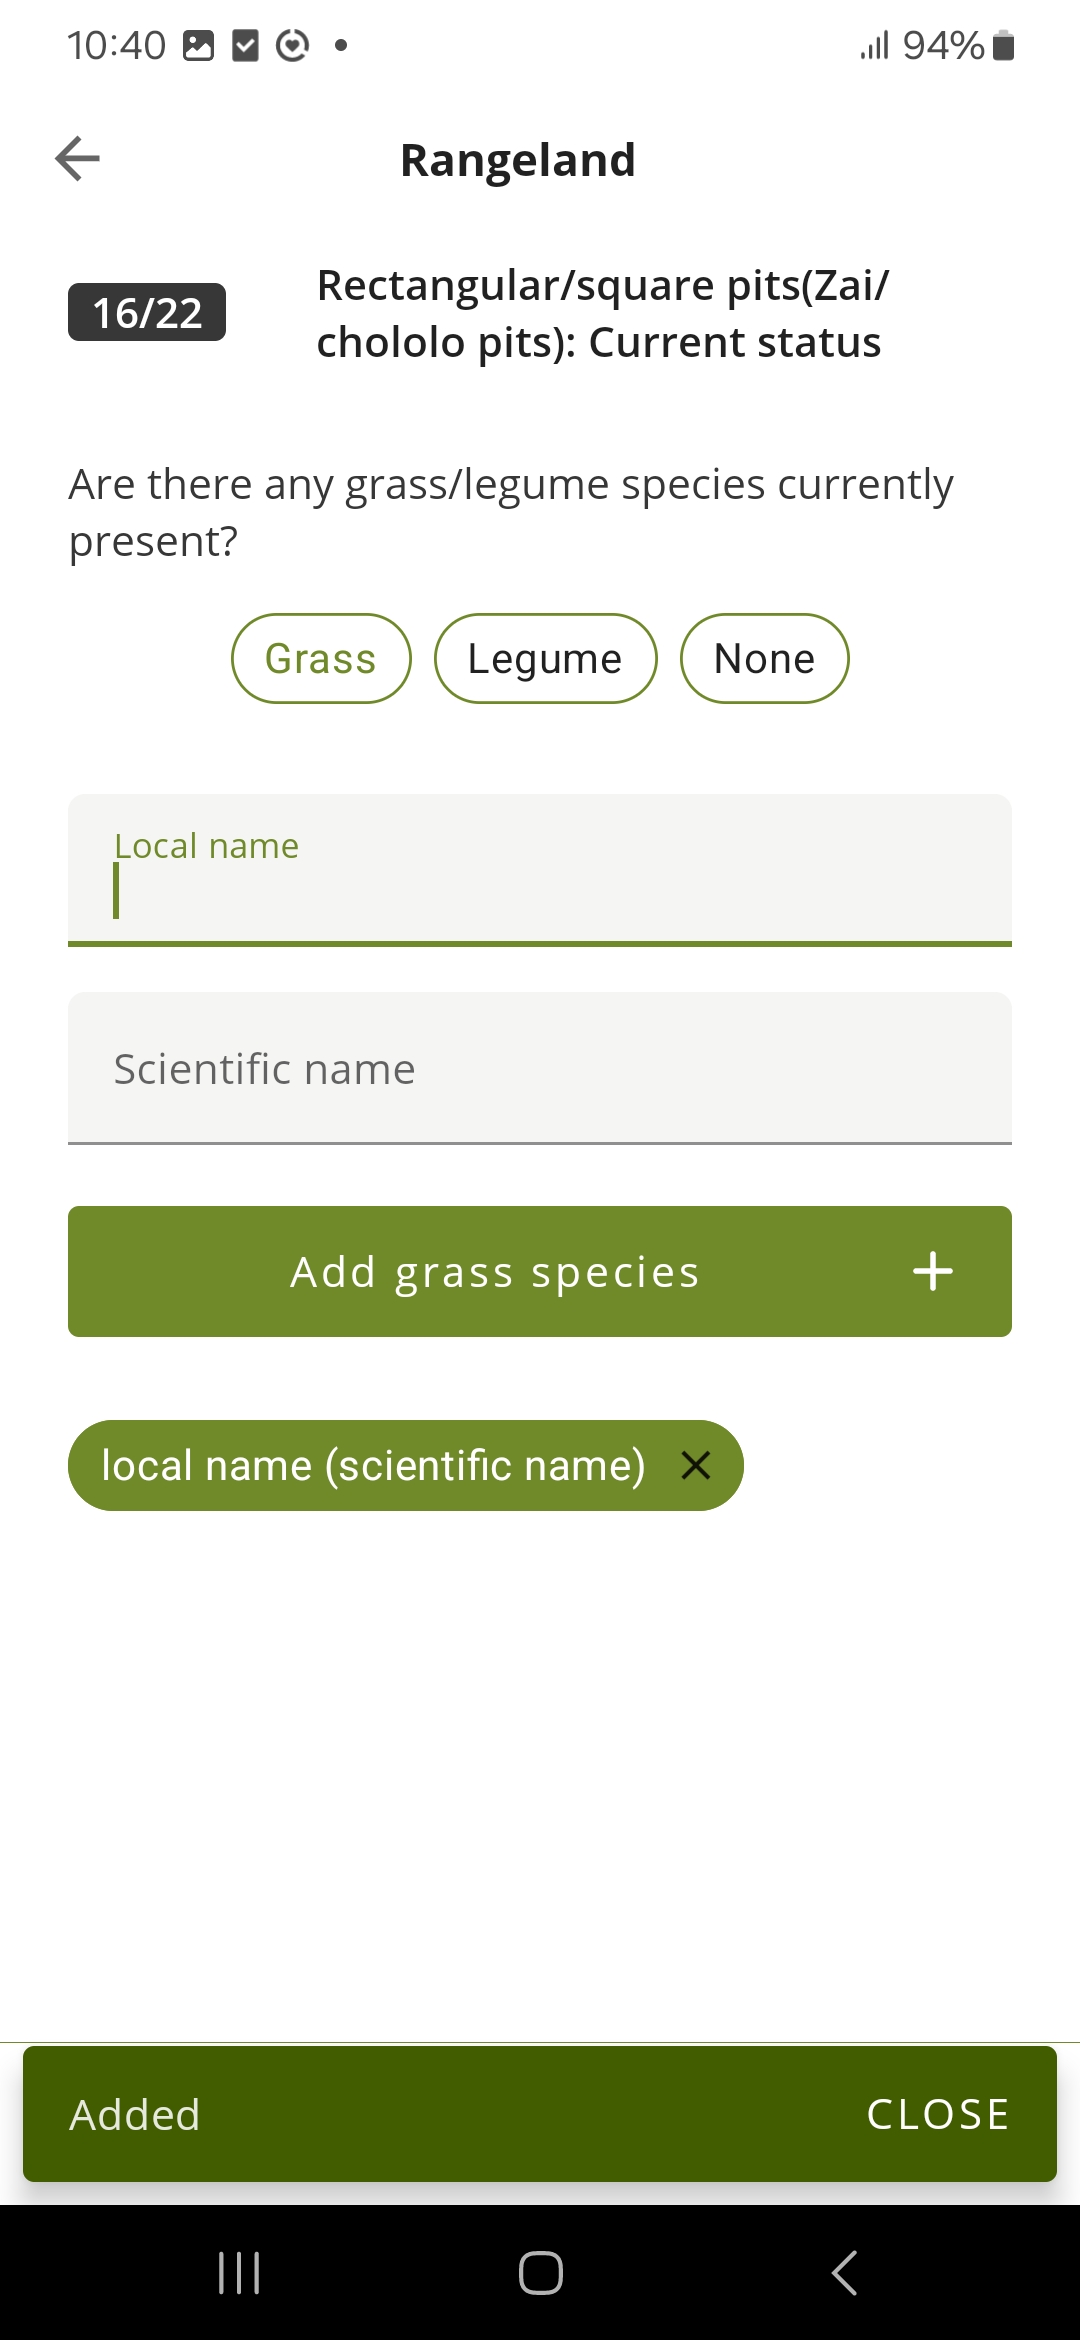 10:40
94%
Rangeland
16/22
Rectangular/square pits(Zai/
chololo pits): Current status
Are there any grass/legume species currently
present?
Grass
Legume
None
Local name
Scientific name
Add grass species
local name (scientific name)
Added
CLOSE